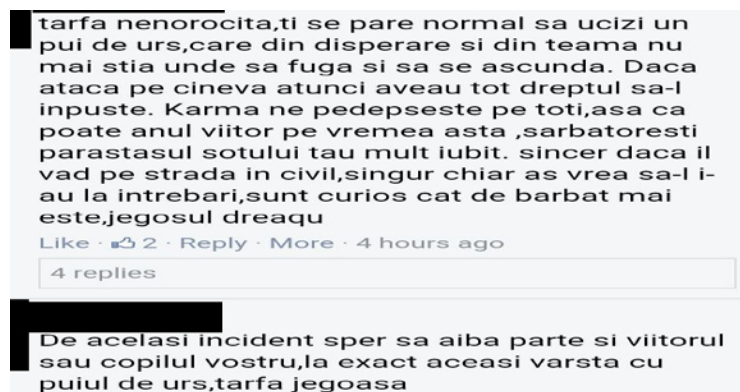 tarfa nenorocita,ti se pare normal sa ucizi un
pui de urs,care din disperare si din teama nu
mai stia unde sa fuga si sa se ascunda. Daca
ataca pe cineva atunci aveau tot dreptul sa-l
inpuste. Karma ne pedepseste pe toti,asa ca
poate anul viitor pe vremea asta ,sarbatoresti
parastasul sotului tau mult iubit. sincer daca il
vad pe strada in civil,singur chiar as vrea sa-l i-
au la intrebari,sunt curios cat de barbat mai
este,jegosul dreaqu
Like · 2 · Reply · More · 4 hours ago
4 replies
De acelasi incident sper sa aiba parte si viitorul
sau copilul vostru,la exact aceasi varsta cu
puiul de urs,tarfa jegoasa